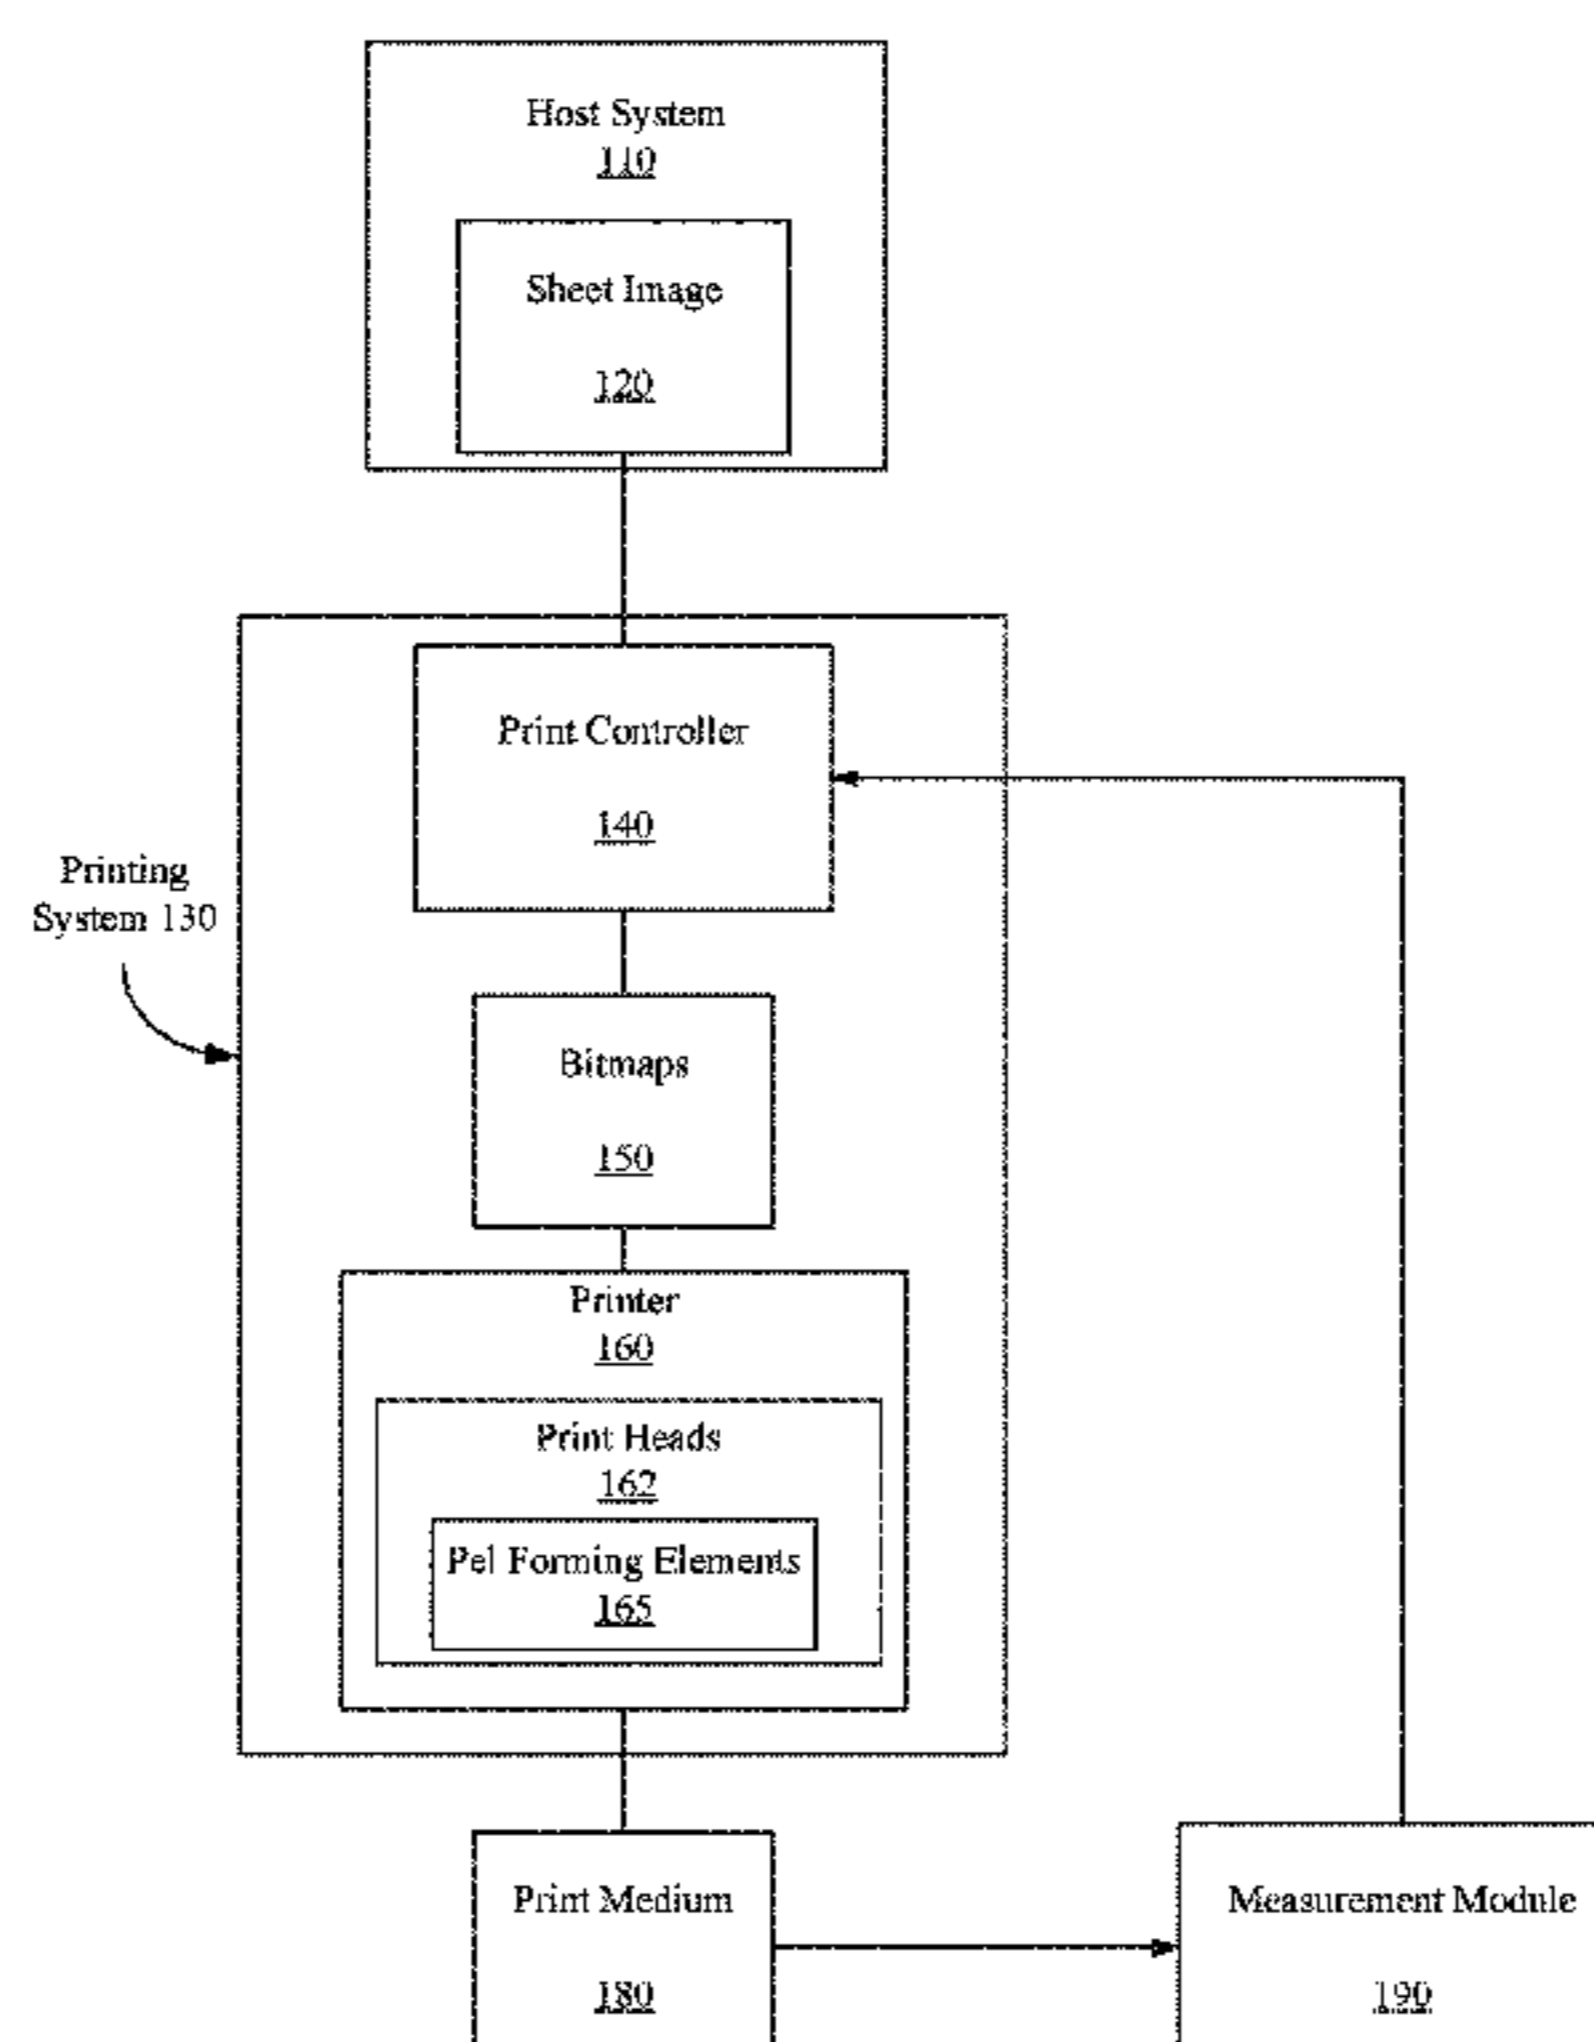 Host System
110
Sheet Image
120
Print Controller
140
Printing
System 130
Bitmaps
150
Printer
160
Print Heads
162
Pel Forming Elements
165
Print Medium
180
Measurement Module
190